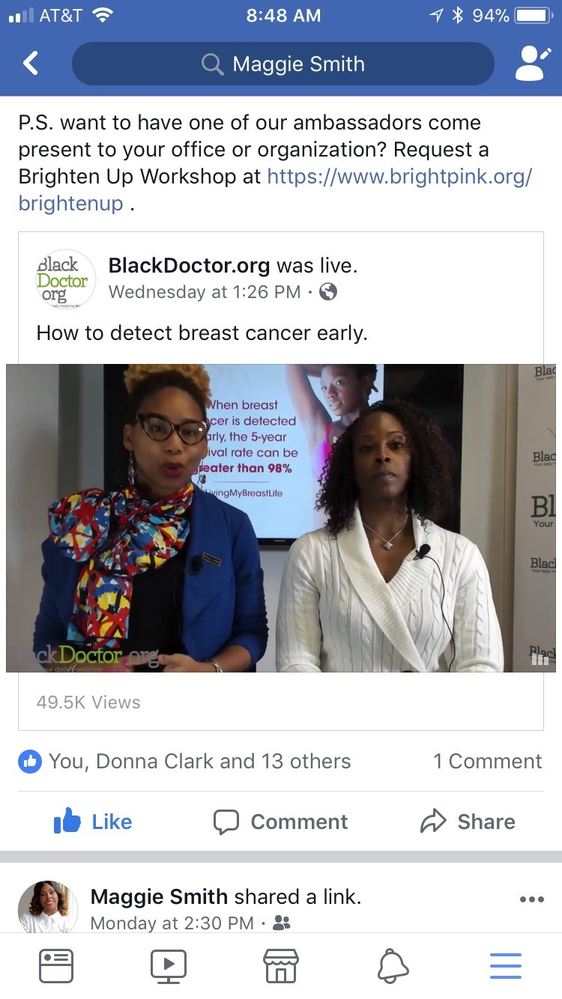 AT&T 8:48 AM 94%
Maggie Smith
P.S. want to have one of our ambassadors come
present to your office or organization? Request a
Brighten Up Workshop at https://www.brightpink.org/
brightenup .
Black
Doctor
org
BlackDoctor.org was live.
Wednesday at 1:26 PM ·
How to detect breast cancer early.
When breast
cer is detected
arly, the 5-year
ival rate can be
reater than 98%
ivingMyBreastLife
Blac
Blac
Bl
Your
Blac
Blac
ckDoctor.org
ur daily medicine
49.5K Views
You, Donna Clark and 13 others 1 Comment
Like Comment Share
Maggie Smith shared a link.
Monday at 2:30 PM ·